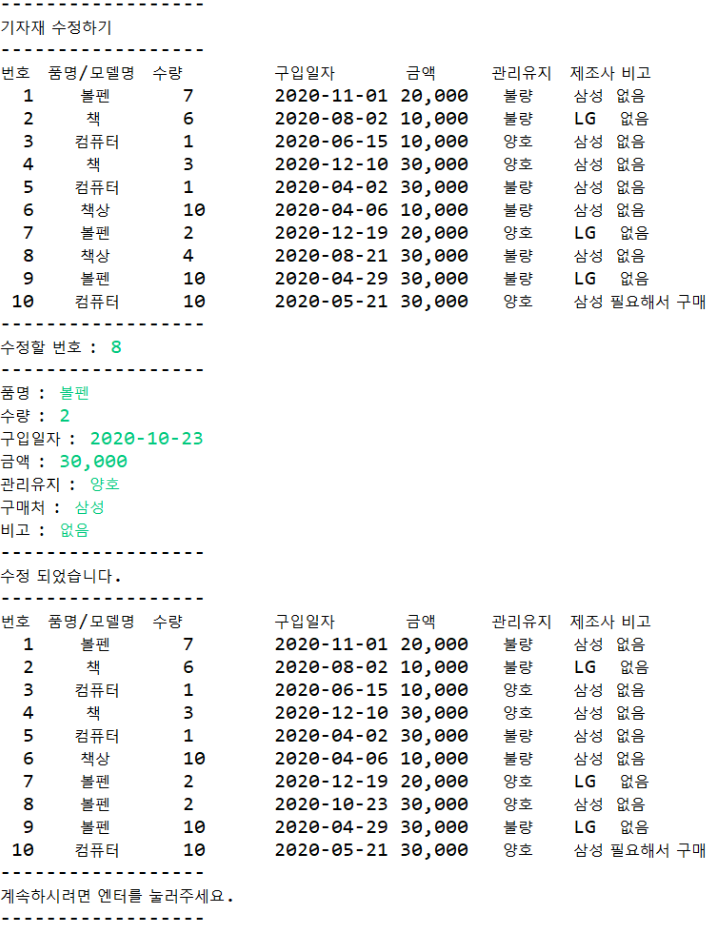 ------------------
기자재 수정하기
------------------
번호 품명/모델명 수량 구입일자 금액 관리유지 제조사 비고
1 볼펜 7 2020-11-01 20,000 불량 삼성 없음
2 책 6 2020-08-02 10,000 불량 LG 없음
3 컴퓨터 1 2020-06-15 10,000 양호 삼성 없음
4 책 3 2020-12-10 30,000 양호 삼성 없음
5 컴퓨터 1 2020-04-02 30,000 불량 삼성 없음
6 책상 10 2020-04-06 10,000 불량 삼성 없음
7 볼펜 2 2020-12-19 20,000 양호 LG 없음
8 책상 4 2020-08-21 30,000 불량 삼성 없음
9 볼펜 10 2020-04-29 30,000 불량 LG 없음
10 컴퓨터 10 2020-05-21 30,000 양호 삼성 필요해서 구매
------------------
수정할 번호 : 8
------------------
품명 : 볼펜
수량 : 2
구입일자 : 2020-10-23
금액 : 30,000
관리유지 : 양호
구매처 : 삼성
비고 : 없음
------------------
수정 되었습니다.
------------------
번호 품명/모델명 수량 구입일자 금액 관리유지 제조사 비고
1 볼펜 7 2020-11-01 20,000 불량 삼성 없음
2 책 6 2020-08-02 10,000 불량 LG 없음
3 컴퓨터 1 2020-06-15 10,000 양호 삼성 없음
4 책 3 2020-12-10 30,000 양호 삼성 없음
5 컴퓨터 1 2020-04-02 30,000 불량 삼성 없음
6 책상 10 2020-04-06 10,000 불량 삼성 없음
7 볼펜 2 2020-12-19 20,000 양호 LG 없음
8 볼펜 2 2020-10-23 30,000 양호 삼성 없음
9 볼펜 10 2020-04-29 30,000 불량 LG 없음
10 컴퓨터 10 2020-05-21 30,000 양호 삼성 필요해서 구매
------------------
계속하시려면 엔터를 눌러주세요.
------------------